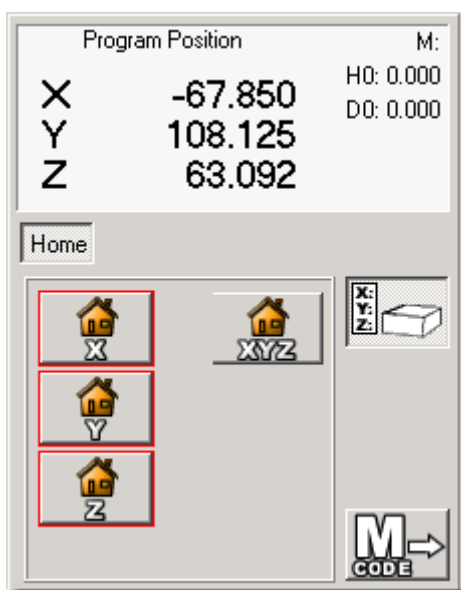 Program Position
M:
X -67.850
H0: 0.000
D0: 0.000
Y 108.125
Z 63.092
Home
X
XYZ
X:
Y:
Z:
Y
Z
M
CODE